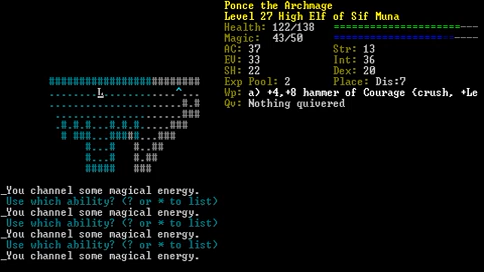 Ponce the Archmage
Level 27 High Elf of Sif Muna
Health: 122/138
Magic: 43/50
AC: 37 Str: 13
EV: 33 Int: 36
SH: 22 Dex: 20
Exp Pool: 2 Place: Dis:7
Wp: a) +4,+8 hammer of Courage {crush, +Le
Qv: Nothing quivered
_You channel some magical energy.
Use which ability? (? or * to list)
_You channel some magical energy.
Use which ability? (? or * to list)
_You channel some magical energy.
Use which ability? (? or * to list)
_You channel some magical energy.